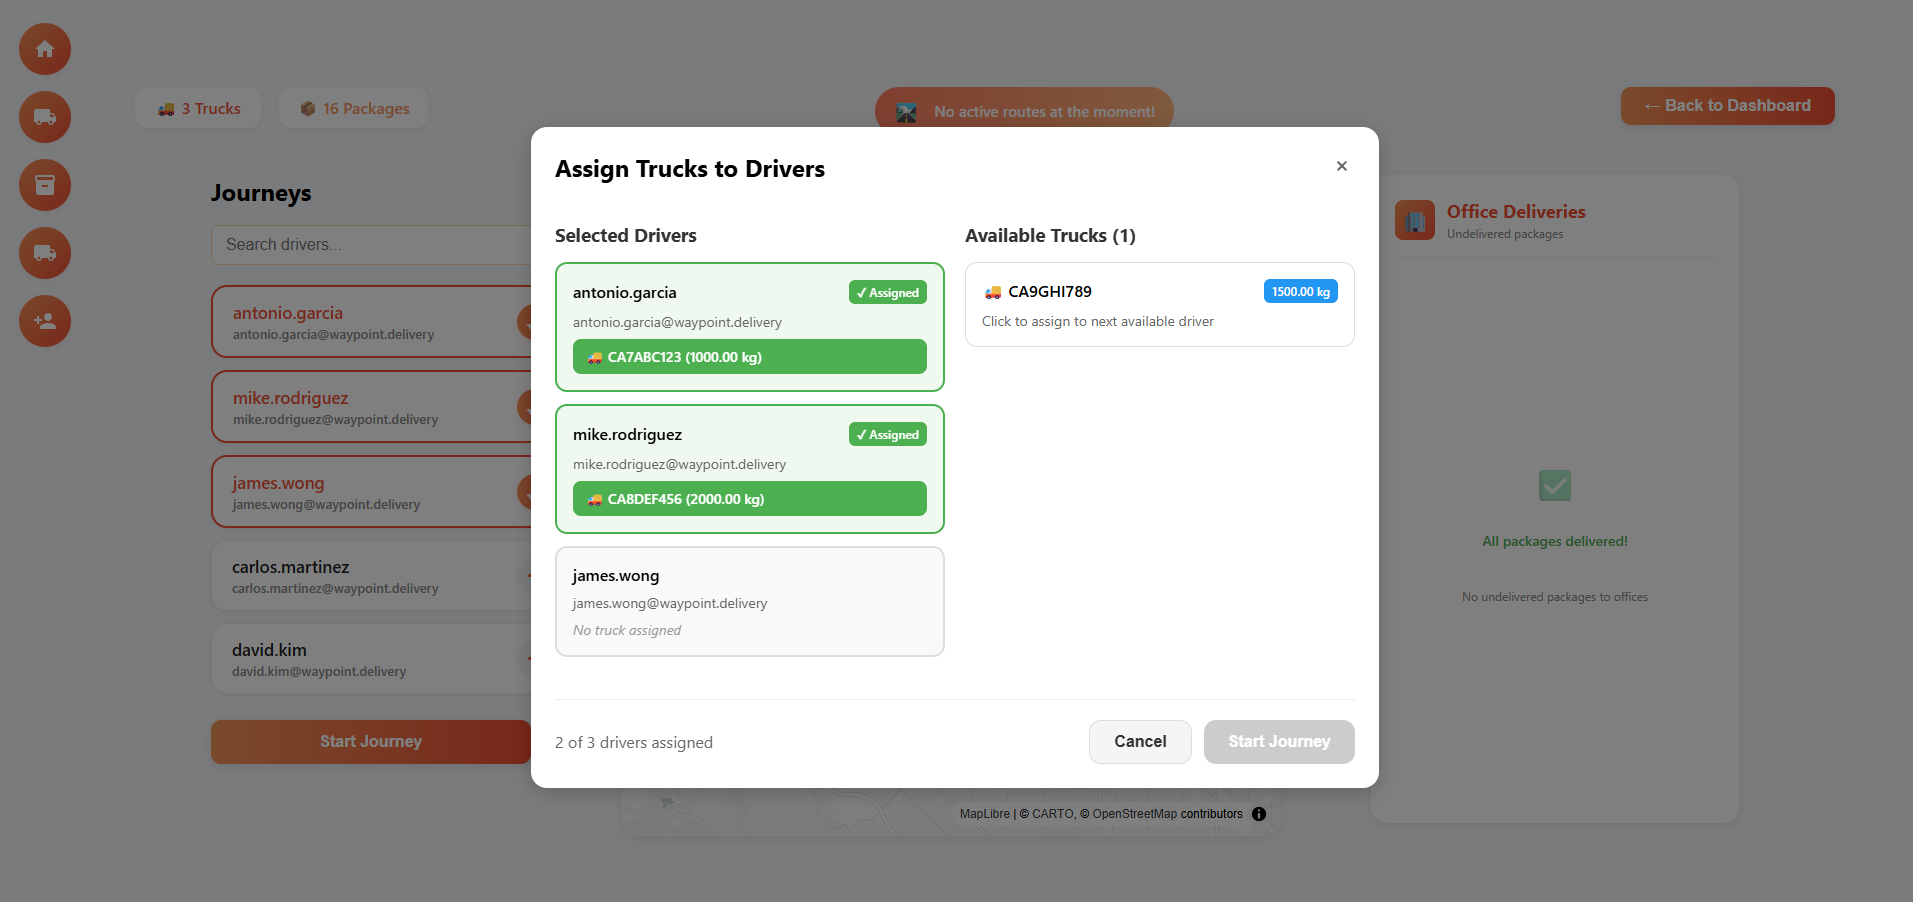 3 Trucks
16 Packages
No active routes at the moment!
← Back to Dashboard
Journeys
Search drivers...
antonio.garcia
antonio.garcia@waypoint.delivery
mike.rodriguez
mike.rodriguez@waypoint.delivery
james.wong
james.wong@waypoint.delivery
carlos.martinez
carlos.martinez@waypoint.delivery
david.kim
david.kim@waypoint.delivery
Start Journey
Assign Trucks to Drivers
×
Selected Drivers
antonio.garcia
✓ Assigned
antonio.garcia@waypoint.delivery
CA7ABC123 (1000.00 kg)
mike.rodriguez
✓ Assigned
mike.rodriguez@waypoint.delivery
CA8DEF456 (2000.00 kg)
james.wong
james.wong@waypoint.delivery
No truck assigned
Available Trucks (1)
CA9GHI789
1500.00 kg
Click to assign to next available driver
2 of 3 drivers assigned
Cancel
Start Journey
Office Deliveries
Undelivered packages
All packages delivered!
No undelivered packages to offices
MapLibre | © CARTO, © OpenStreetMap contributors